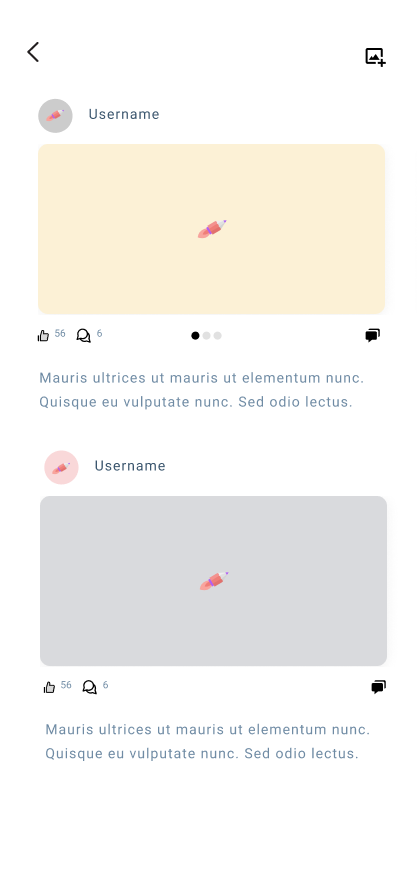 Username
56 6
Mauris ultrices ut mauris ut elementum nunc.
Quisque eu vulputate nunc. Sed odio lectus.
Username
56 6
Mauris ultrices ut mauris ut elementum nunc.
Quisque eu vulputate nunc. Sed odio lectus.